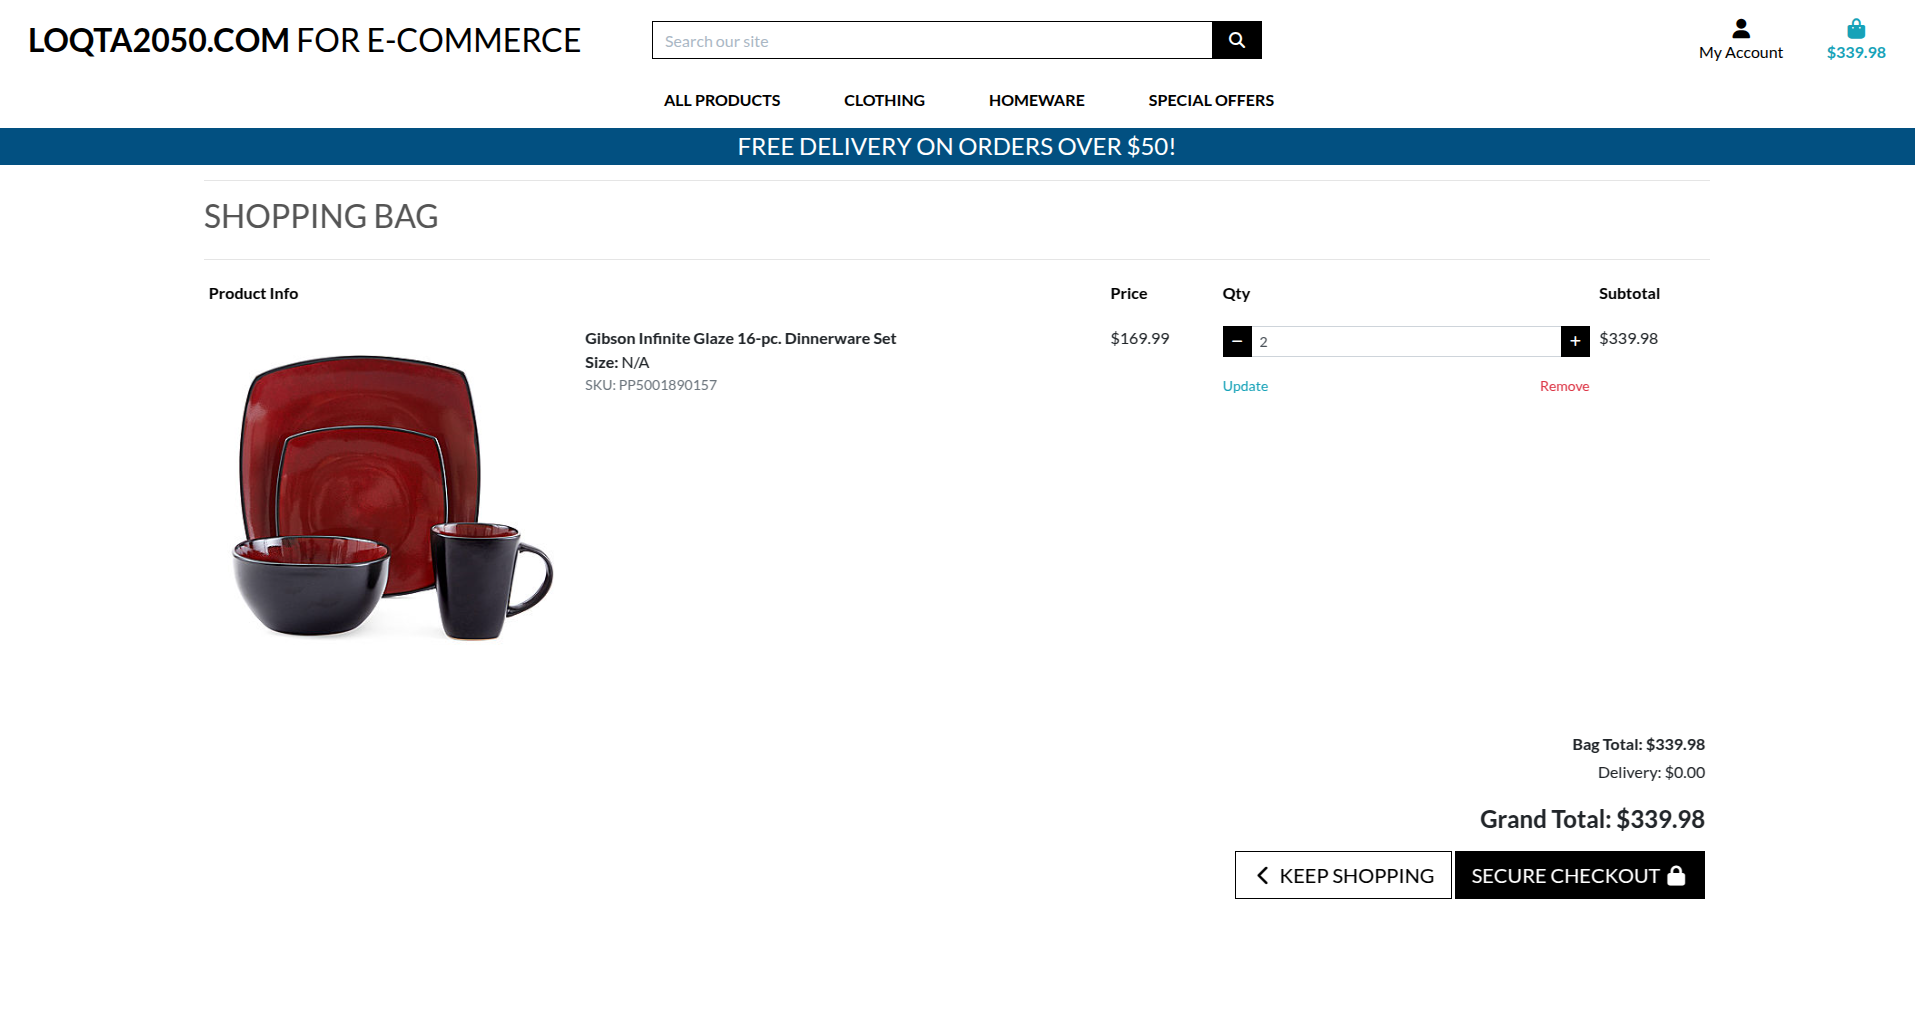 LOQTA2050.COM FOR E-COMMERCE
Search our site
My Account
$339.98
ALL PRODUCTS
CLOTHING
HOMEWARE
SPECIAL OFFERS
FREE DELIVERY ON ORDERS OVER $50!
SHOPPING BAG
Product Info
Price
Qty
Subtotal
Gibson Infinite Glaze 16-pc. Dinnerware Set
Size: N/A
SKU: PP5001890157
$169.99
− 2 +
$339.98
Update
Remove
Bag Total: $339.98
Delivery: $0.00
Grand Total: $339.98
KEEP SHOPPING
SECURE CHECKOUT